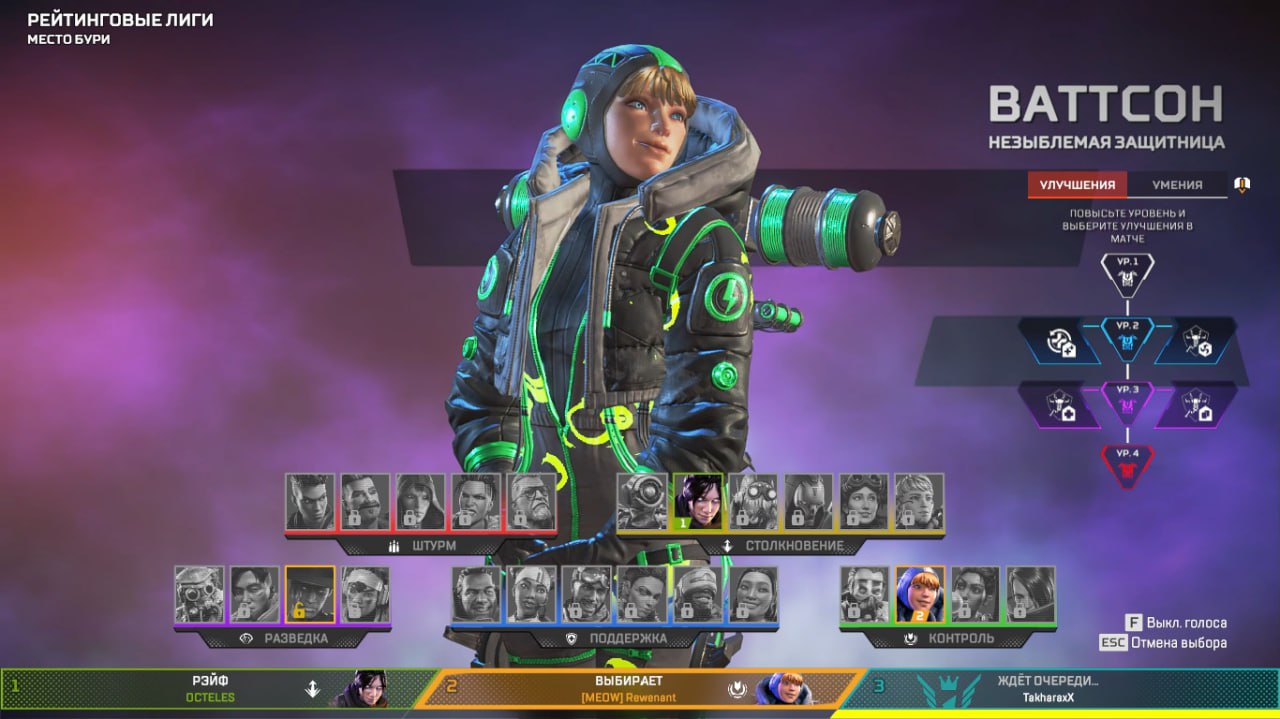 РЕЙТИНГОВЫЕ ЛИГИ
МЕСТО БУРИ
ВАТТСОН
НЕЗЫБЛЕМАЯ ЗАЩИТНИЦА
УЛУЧШЕНИЯ УМЕНИЯ
ПОВЫСЬТЕ УРОВЕНЬ И
ВЫБЕРИТЕ УЛУЧШЕНИЯ В
МАТЧЕ
УР. 1
УР. 2
УР. 3
УР. 4
1
ШТУРМ СТОЛКНОВЕНИЕ
2
РАЗВЕДКА ПОДДЕРЖКА КОНТРОЛЬ
F Выкл. голоса
ESC Отмена выбора
1 РЭЙФ
OCTELES
2 ВЫБИРАЕТ
[MEOW] Rewenant
3 ЖДЁТ ОЧЕРЕДИ...
TakharaxX